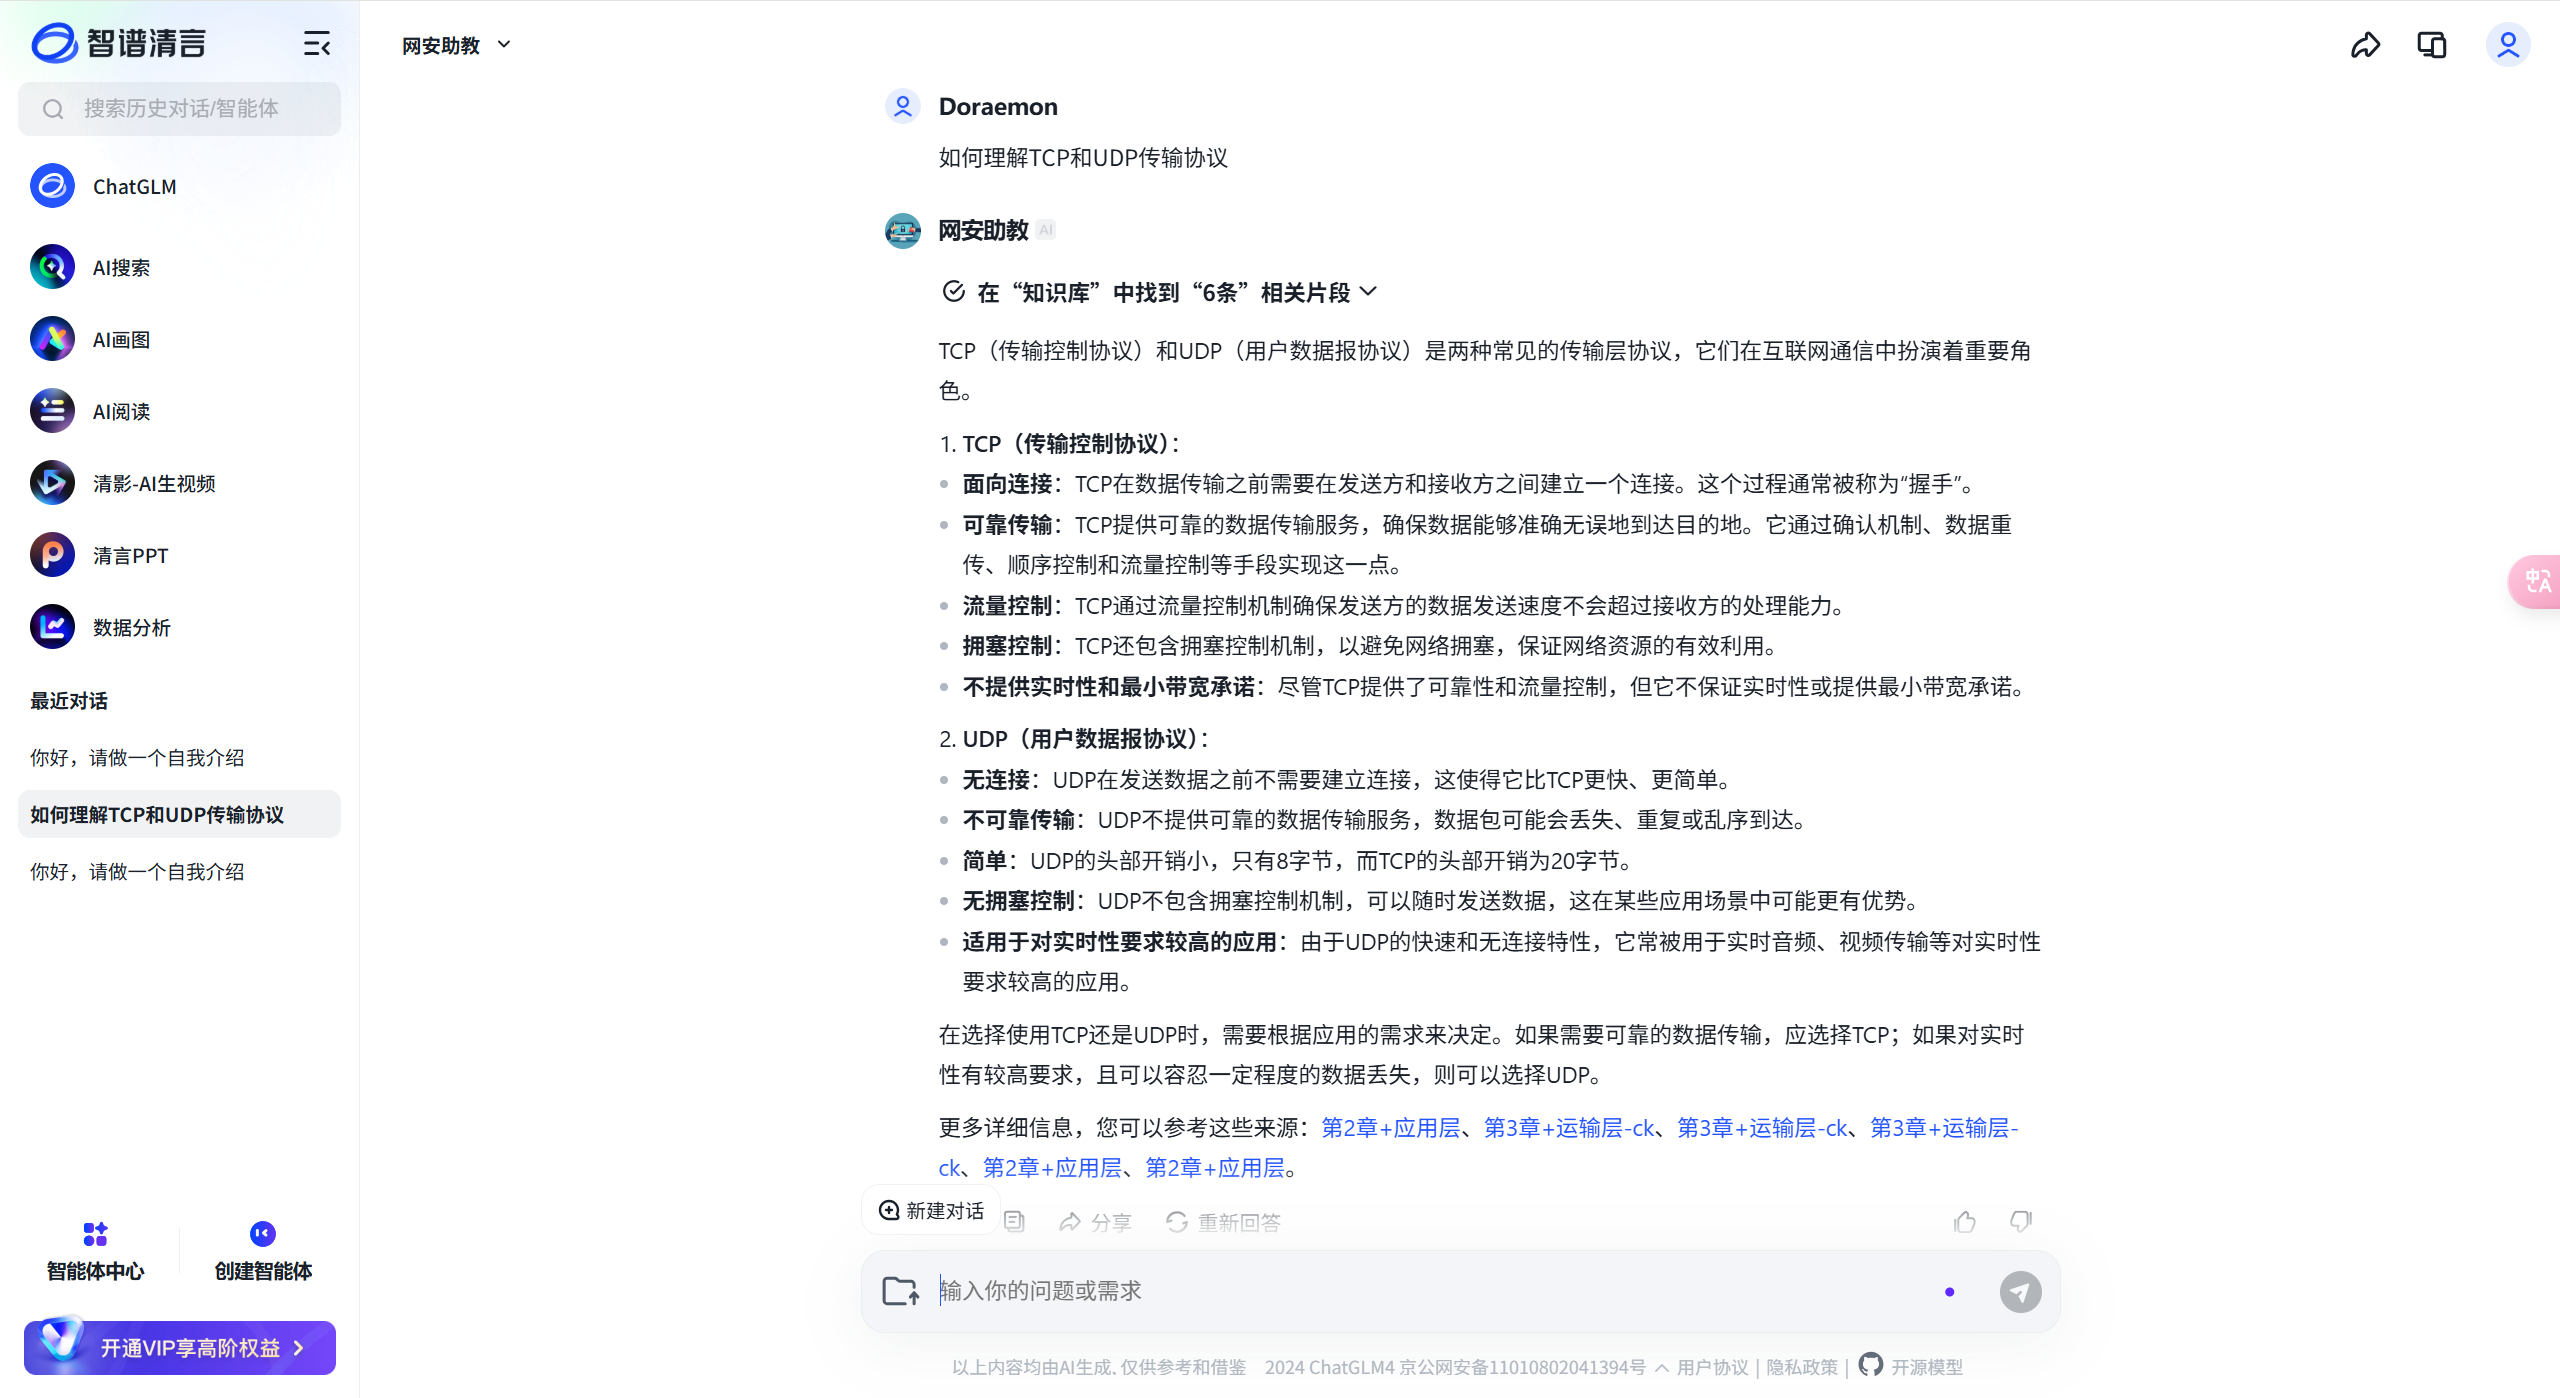 智谱清言
搜索历史对话/智能体
ChatGLM
AI搜索
AI画图
AI阅读
清影-AI生视频
清言PPT
数据分析
最近对话
你好，请做一个自我介绍
如何理解TCP和UDP传输协议
你好，请做一个自我介绍
智能体中心
创建智能体
开通VIP享高阶权益
网安助教
Doraemon
如何理解TCP和UDP传输协议
网安助教 AI
在“知识库”中找到“6条”相关片段
TCP（传输控制协议）和UDP（用户数据报协议）是两种常见的传输层协议，它们在互联网通信中扮演着重要角
色。
1. TCP（传输控制协议）：
面向连接：TCP在数据传输之前需要在发送方和接收方之间建立一个连接。这个过程通常被称为“握手”。
可靠传输：TCP提供可靠的数据传输服务，确保数据能够准确无误地到达目的地。它通过确认机制、数据重
传、顺序控制和流量控制等手段实现这一点。
流量控制：TCP通过流量控制机制确保发送方的数据发送速度不会超过接收方的处理能力。
拥塞控制：TCP还包含拥塞控制机制，以避免网络拥塞，保证网络资源的有效利用。
不提供实时性和最小带宽承诺：尽管TCP提供了可靠性和流量控制，但它不保证实时性或提供最小带宽承诺。
2. UDP（用户数据报协议）：
无连接：UDP在发送数据之前不需要建立连接，这使得它比TCP更快、更简单。
不可靠传输：UDP不提供可靠的数据传输服务，数据包可能会丢失、重复或乱序到达。
简单：UDP的头部开销小，只有8字节，而TCP的头部开销为20字节。
无拥塞控制：UDP不包含拥塞控制机制，可以随时发送数据，这在某些应用场景中可能更有优势。
适用于对实时性要求较高的应用：由于UDP的快速和无连接特性，它常被用于实时音频、视频传输等对实时性
要求较高的应用。
在选择使用TCP还是UDP时，需要根据应用的需求来决定。如果需要可靠的数据传输，应选择TCP；如果对实时
性有较高要求，且可以容忍一定程度的数据丢失，则可以选择UDP。
更多详细信息，您可以参考这些来源：第2章+应用层、第3章+运输层-ck、第3章+运输层-ck、第3章+运输层-
ck、第2章+应用层、第2章+应用层。
新建对话 分享 重新回答
输入你的问题或需求
以上内容均由AI生成, 仅供参考和借鉴 2024 ChatGLM4 京公网安备11010802041394号 用户协议 | 隐私政策 | 开源模型
中A